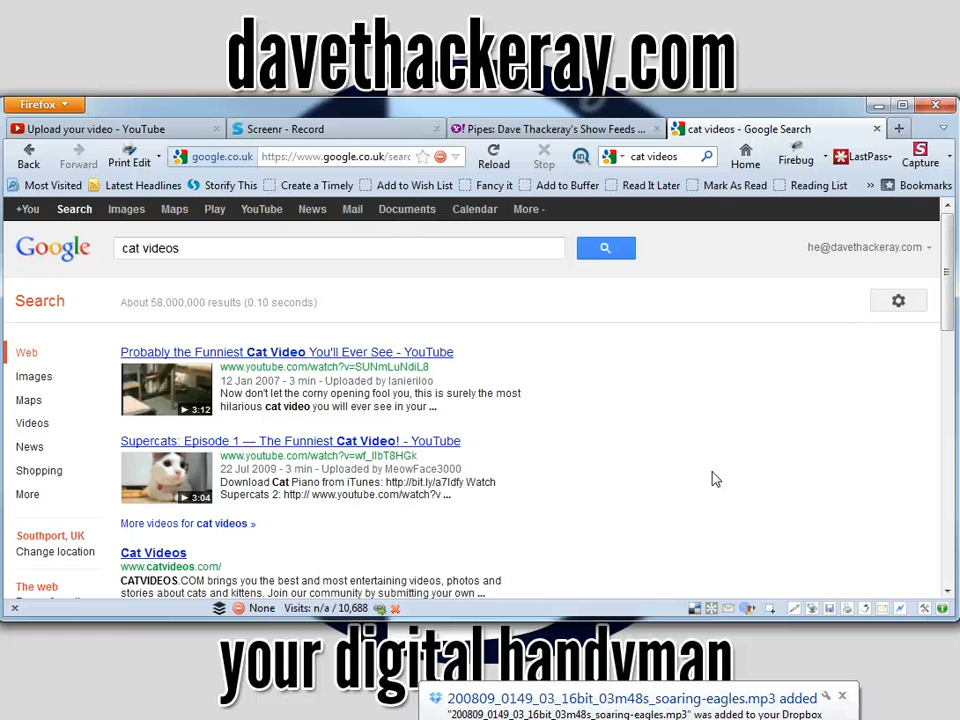 davethackeray.com
Firefox
Upload your video - YouTube
Screenr - Record
Pipes: Dave Thackeray's Show Feeds ...
cat videos - Google Search
Back
Forward
Print Edit
google.co.uk
https://www.google.co.uk/searc
Reload
Stop
cat videos
Home
Firebug
LastPass
Capture
Most Visited
Latest Headlines
Storify This
Create a Timely
Add to Wish List
Fancy it
Add to Buffer
Read It Later
Mark As Read
Reading List
»
Bookmarks
+You Search Images Maps Play YouTube News Mail Documents Calendar More
Google
cat videos
he@davethackeray.com
Search
About 58,000,000 results (0.10 seconds)
Web
Images
Maps
Videos
News
Shopping
More
Southport, UK
Change location
The web
Probably the Funniest Cat Video You'll Ever See - YouTube
www.youtube.com/watch?v=SUNmLuNdiL8
12 Jan 2007 - 3 min - Uploaded by lanieriloo
Now don't let the corny opening fool you, this is surely the most
hilarious cat video you will ever see in your ...
3:12
Supercats: Episode 1 — The Funniest Cat Video! - YouTube
www.youtube.com/watch?v=wf_IIbT8HGk
22 Jul 2009 - 3 min - Uploaded by MeowFace3000
Download Cat Piano from iTunes: http://bit.ly/a7ldfy Watch
Supercats 2: http:// www.youtube.com/watch?v ...
3:04
More videos for cat videos »
Cat Videos
www.catvideos.com/
CATVIDEOS.COM brings you the best and most entertaining videos, photos and
stories about cats and kittens. Join by submitting your own ...
None
Visits: n/a / 10,688
your digital handyman
200809_0149_03_16bit_03m48s_soaring-eagles.mp3 added
"200809_0149_03_16bit_03m48s_soaring-eagles.mp3" was added to your Dropbox